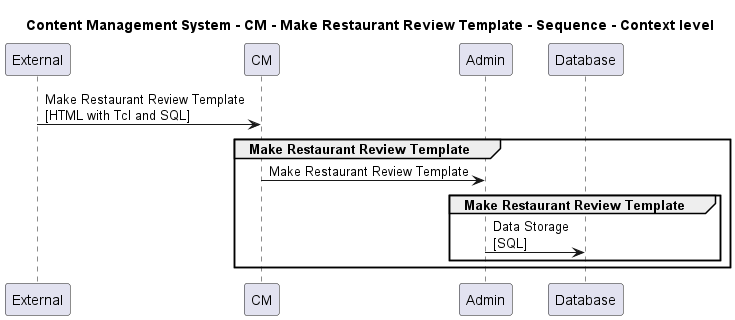 Content Management System - CM - Make Restaurant Review Template - Sequence - Context level
External
CM
Admin
Database
Make Restaurant Review Template
[HTML with Tcl and SQL]
Make Restaurant Review Template
Make Restaurant Review Template
Make Restaurant Review Template
Data Storage
[SQL]
External
CM
Admin
Database